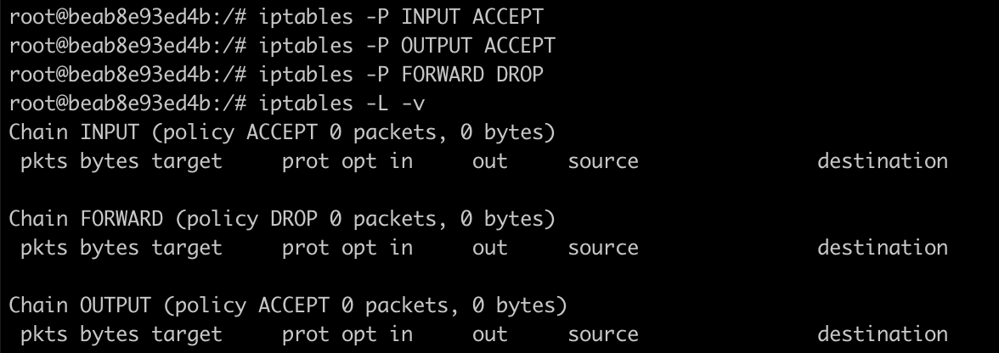 root@beab8e93ed4b:/# iptables -P INPUT ACCEPT
root@beab8e93ed4b:/# iptables -P OUTPUT ACCEPT
root@beab8e93ed4b:/# iptables -P FORWARD DROP
root@beab8e93ed4b:/# iptables -L -v
Chain INPUT (policy ACCEPT 0 packets, 0 bytes)
 pkts bytes target     prot opt in     out     source               destination
Chain FORWARD (policy DROP 0 packets, 0 bytes)
 pkts bytes target     prot opt in     out     source               destination
Chain OUTPUT (policy ACCEPT 0 packets, 0 bytes)
 pkts bytes target     prot opt in     out     source               destination